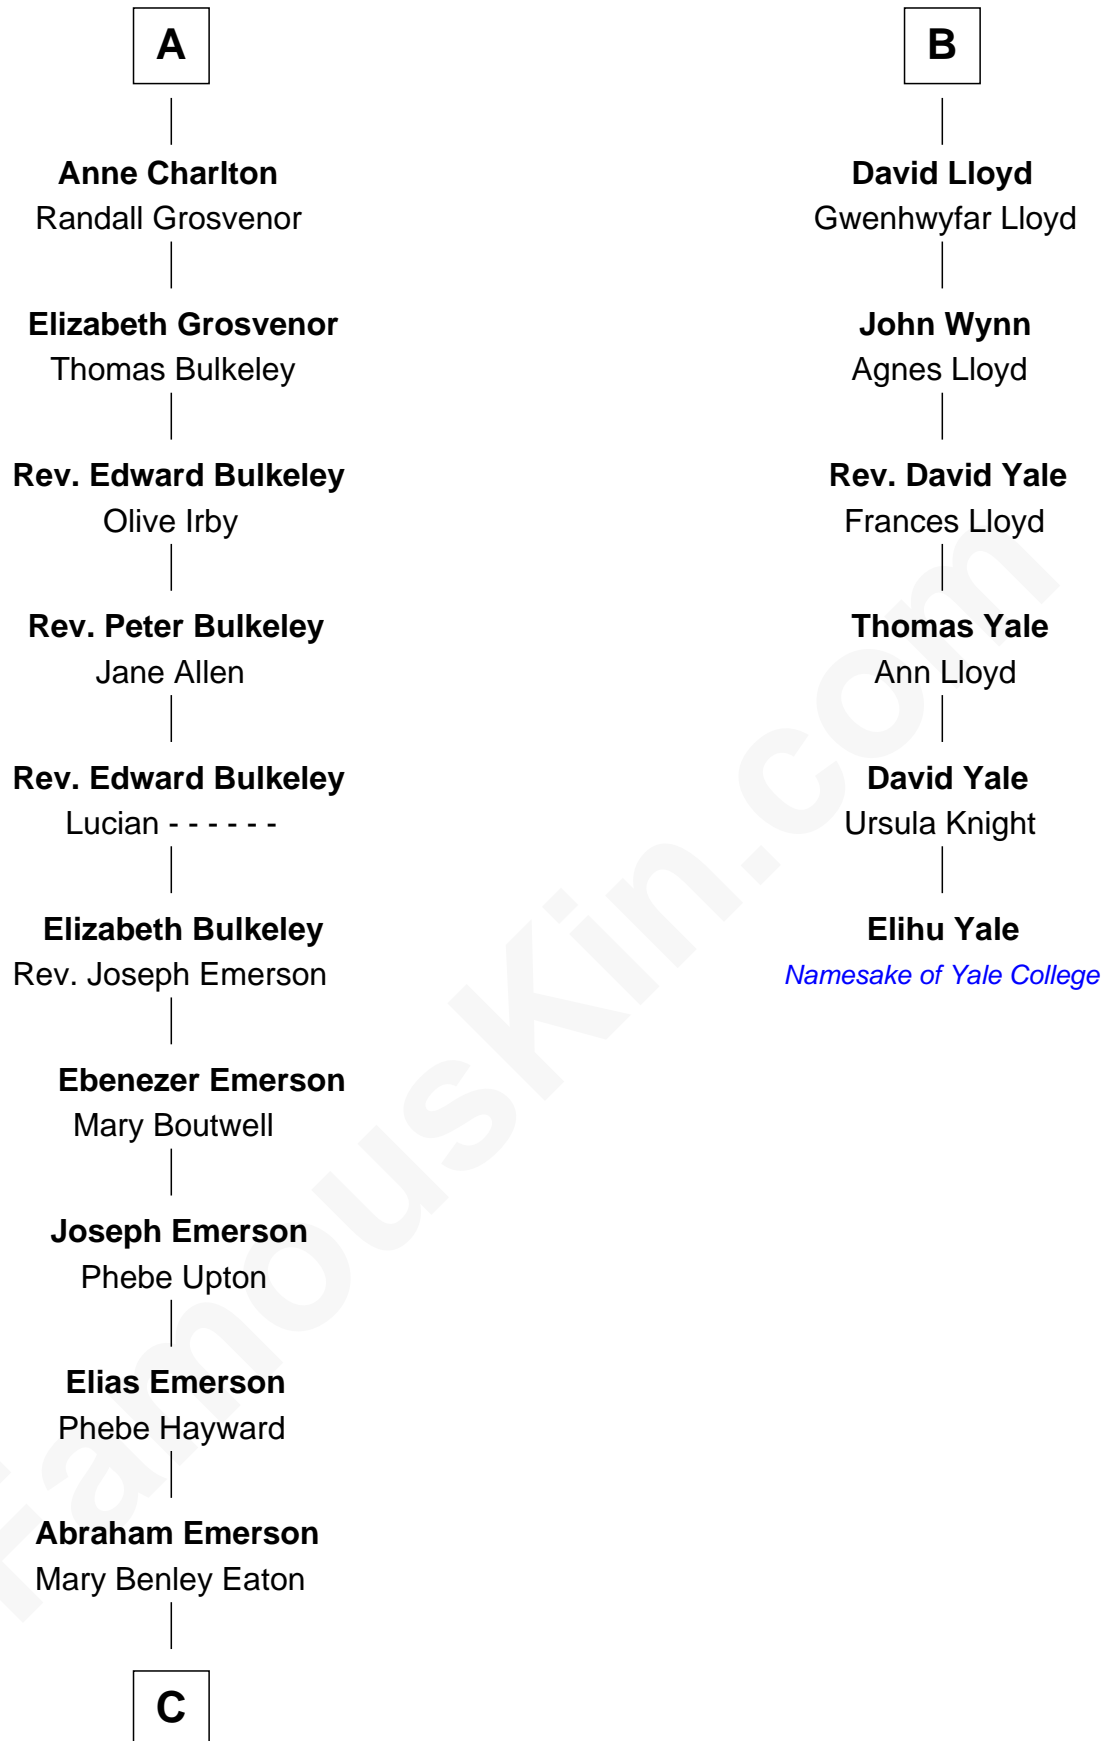 A
Anne Charlton
Randall Grosvenor
Elizabeth Grosvenor
Thomas Bulkeley
Rev. Edward Bulkeley
Olive Irby
Rev. Peter Bulkeley
Jane Allen
Rev. Edward Bulkeley
Lucian - - - - - -
Elizabeth Bulkeley
Rev. Joseph Emerson
Ebenezer Emerson
Mary Boutwell
Joseph Emerson
Phebe Upton
Elias Emerson
Phebe Hayward
Abraham Emerson
Mary Benley Eaton
C
B
David Lloyd
Gwenhwyfar Lloyd
John Wynn
Agnes Lloyd
Rev. David Yale
Frances Lloyd
Thomas Yale
Ann Lloyd
David Yale
Ursula Knight
Elihu Yale
Namesake of Yale College
FamousKin.com